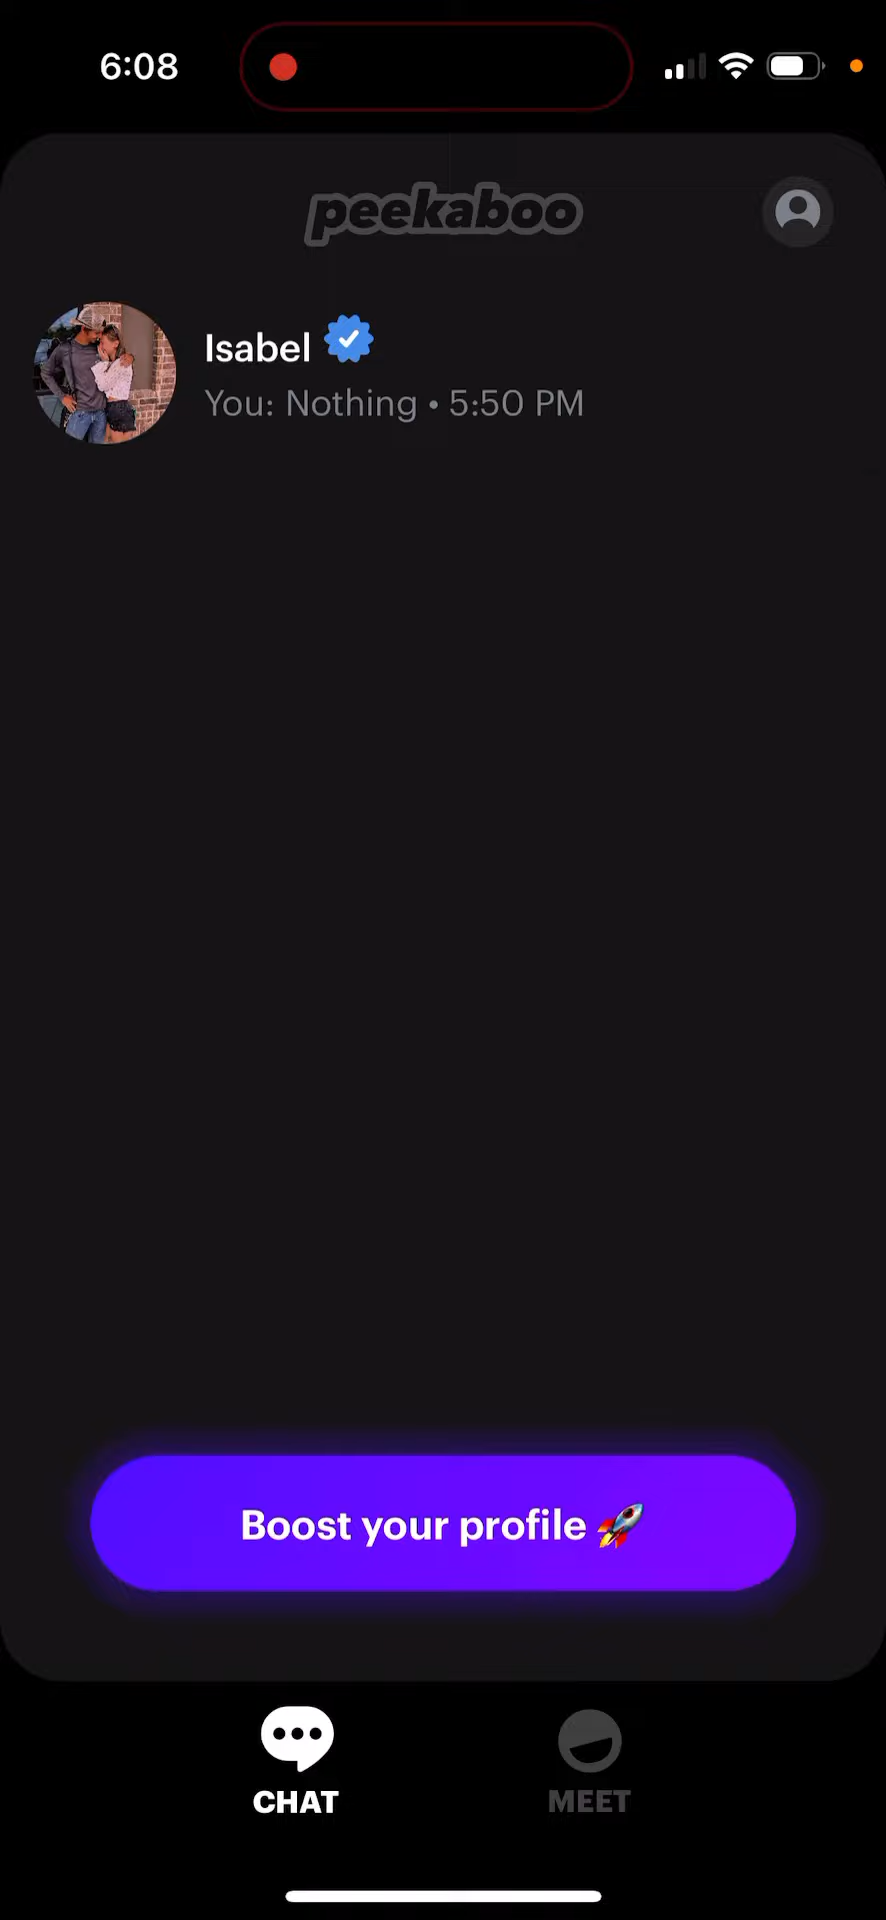 6:08
peekaboo
Isabel
You: Nothing • 5:50 PM
Boost your profile 🚀
CHAT
MEET